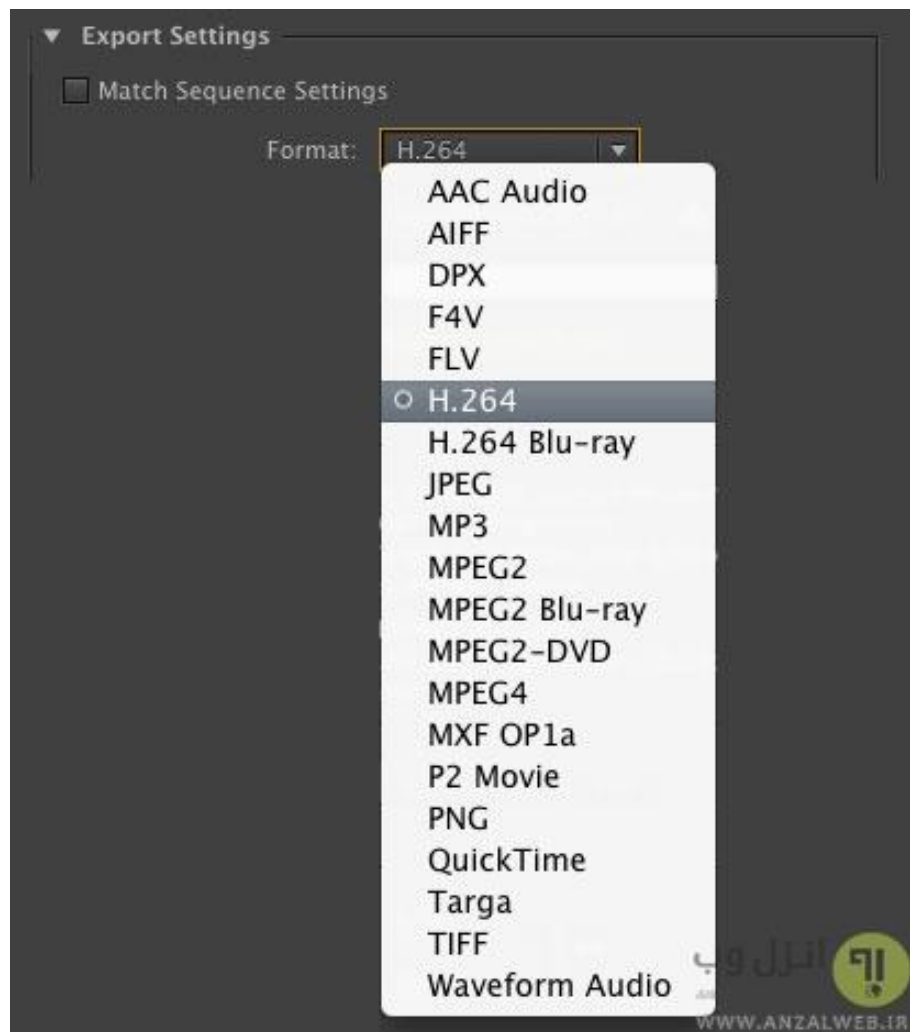 Export Settings
Match Sequence Settings
Format: H.264
AAC Audio
AIFF
DPX
F4V
FLV
H.264
H.264 Blu-ray
JPEG
MP3
MPEG2
MPEG2 Blu-ray
MPEG2-DVD
MPEG4
MXF OP1a
P2 Movie
PNG
QuickTime
Targa
TIFF
Waveform Audio
انزل وب
WWW.ANZALWEB.IR